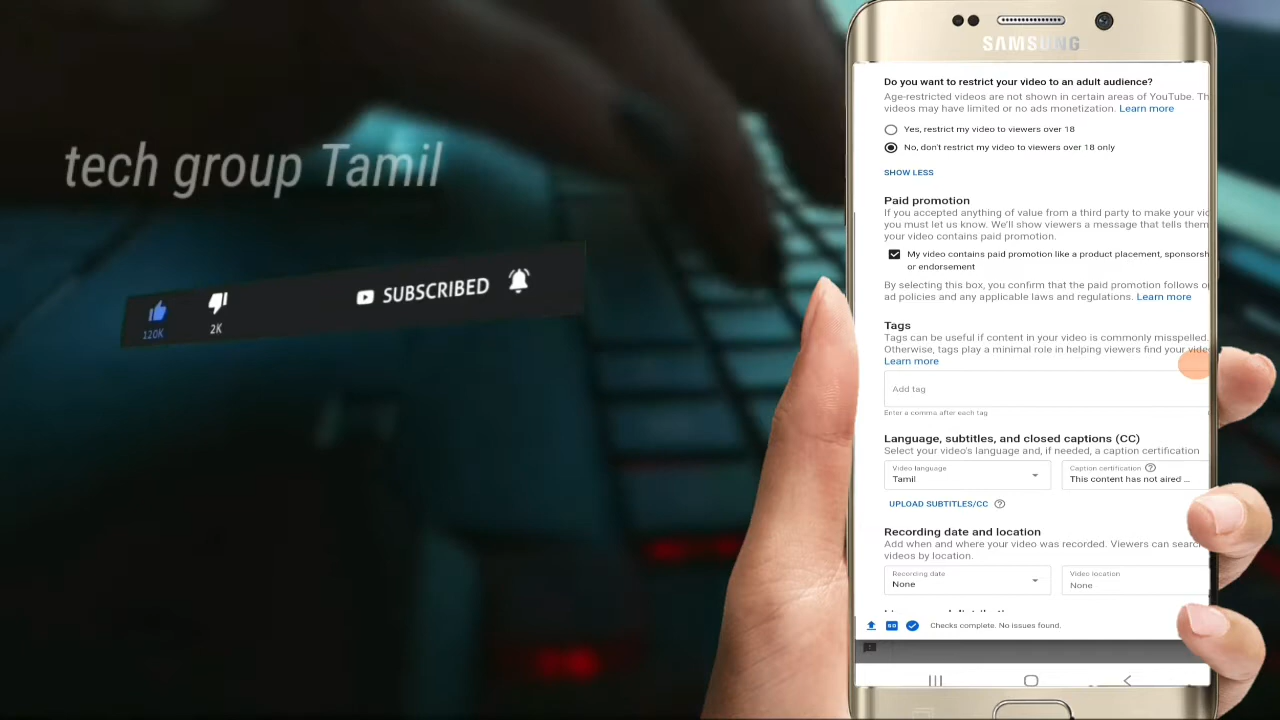 tech group Tamil
120K
2K
SUBSCRIBED
SAMSUNG
Do you want to restrict your video to an adult audience?
Age-restricted videos are not shown in certain areas of YouTube.
videos may have limited or no ads monetization. Learn more
Yes, restrict my video to viewers over 18
No, don't restrict my video to viewers over 18 only
SHOW LESS
Paid promotion
If you accepted anything of value from a third party to make your
you must let us know. We'll show viewers a message that tells them
your video contains paid promotion.
My video contains paid promotion like a product placement,
or endorsement
By selecting this box, you confirm that the paid promotion follows
ad policies and any applicable laws and regulations. Learn more
Tags
Tags can be useful if content in your video is commonly misspelled.
Otherwise, tags play a minimal role in helping viewers find your
Learn more
Add tag
Enter a comma after each tag
Language, subtitles, and closed captions (CC)
Select your video's language and, if needed, a caption certification
Video language
Tamil
Caption certification
This content has not aired ...
UPLOAD SUBTITLES/CC
Recording date and location
Add when and where your video was recorded. Viewers can search
videos by location.
Recording date
None
Video location
None
Checks complete. No issues found.